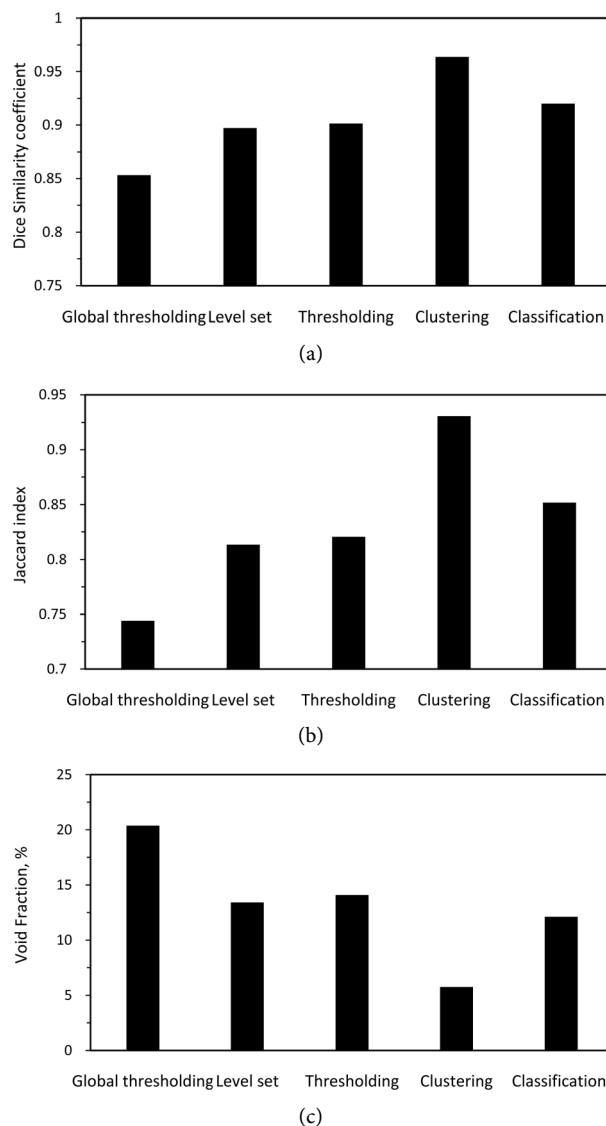 1
0.95
0.9
0.85
0.8
0.75
Dice Similarity coefficient
Global thresholding Level set Thresholding Clustering Classification
(a)
0.95
0.9
0.85
0.8
0.75
0.7
Jaccard index
Global thresholding Level set Thresholding Clustering Classification
(b)
25
20
15
10
5
0
Void Fraction, %
Global thresholding Level set Thresholding Clustering Classification
(c)